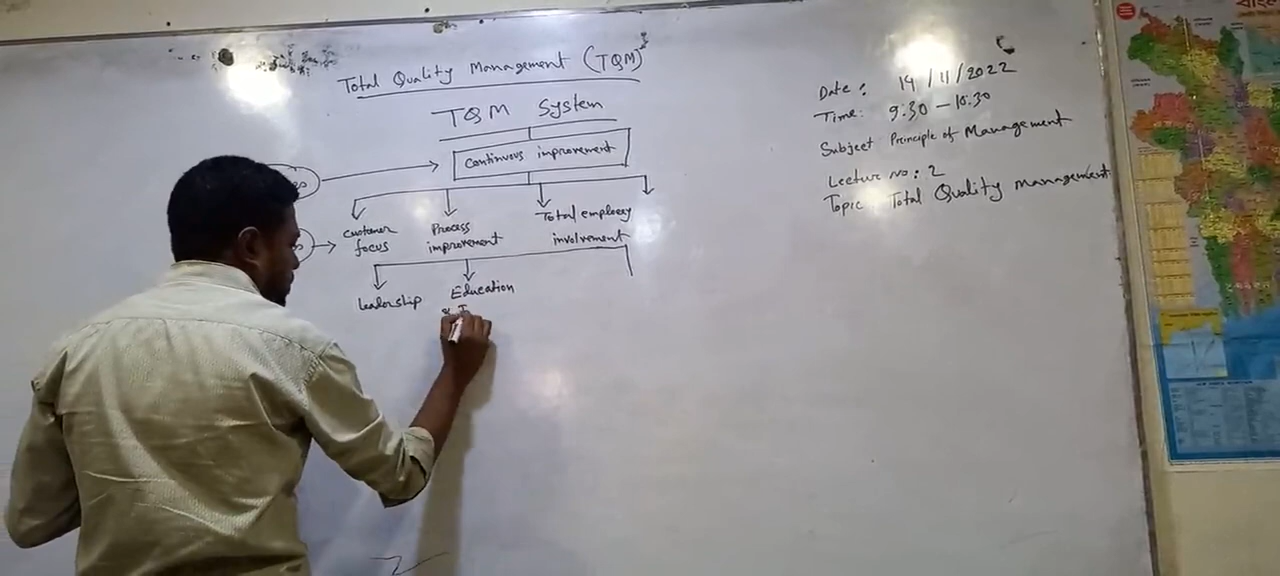 Total Quality Management (TQM)
TQM System
Continuous improvement
Customer
focus
Process
improvement
Total employee
involvement
Leadership
Education
&
Date: 14/11/2022
Time: 9:30 – 10.30
Subject Principle of Management
Lecture no: 2
Topic Total Quality management